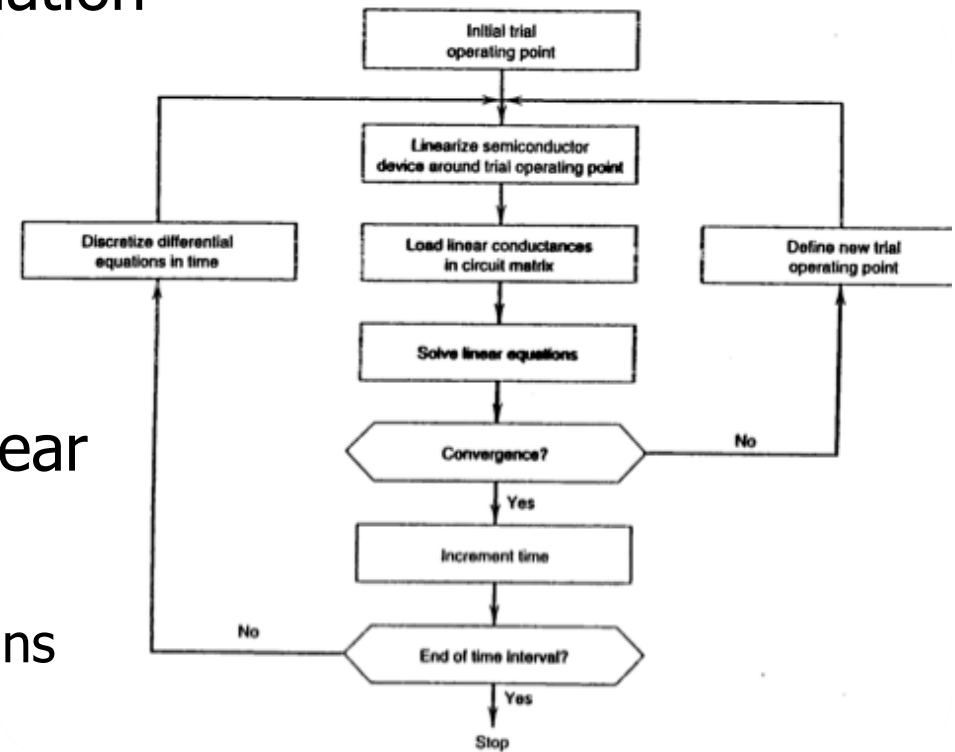 Initial trial
operating point
Linearize semiconductor
device around trial operating point
Discretize differential
equations in time
Load linear conductances
in circuit matrix
Define new trial
operating point
Solve linear equations
ear
Convergence?
No
Yes
Increment time
ns
No
End of time interval?
Yes
Stop